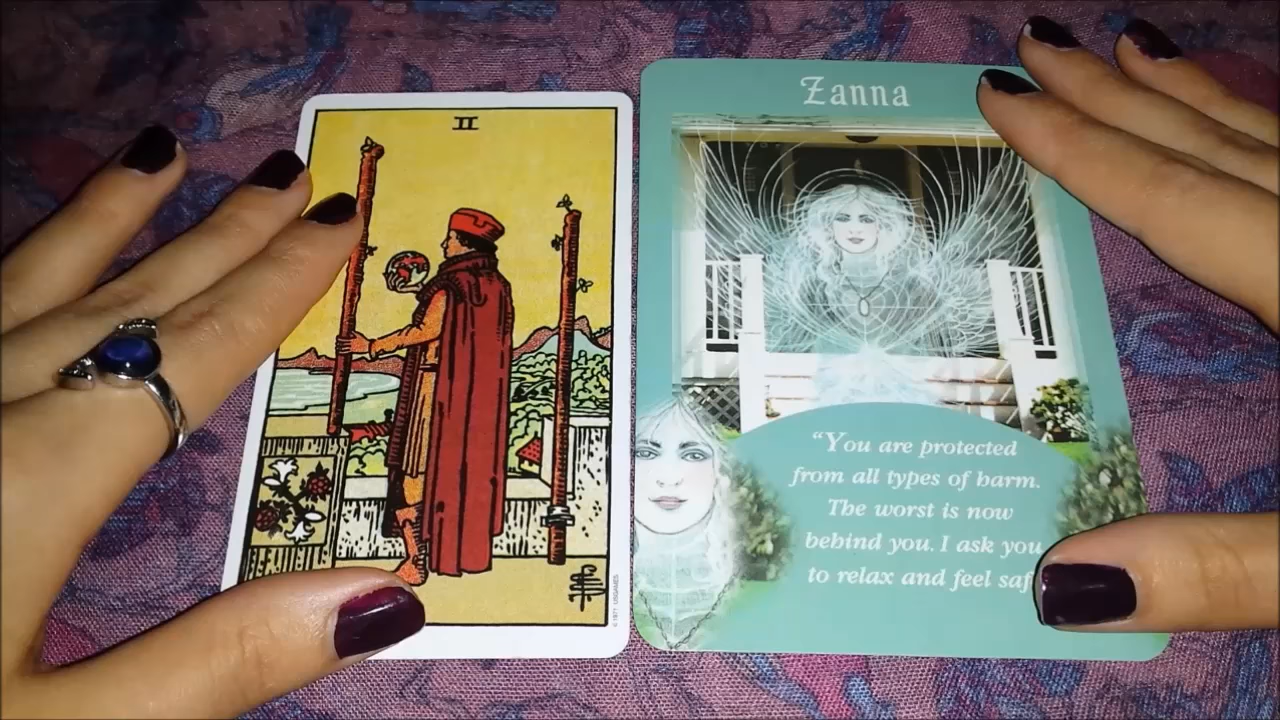 II
Zanna
“You are protected
from all types of harm.
The worst is now
behind you. I ask you
to relax and feel saf